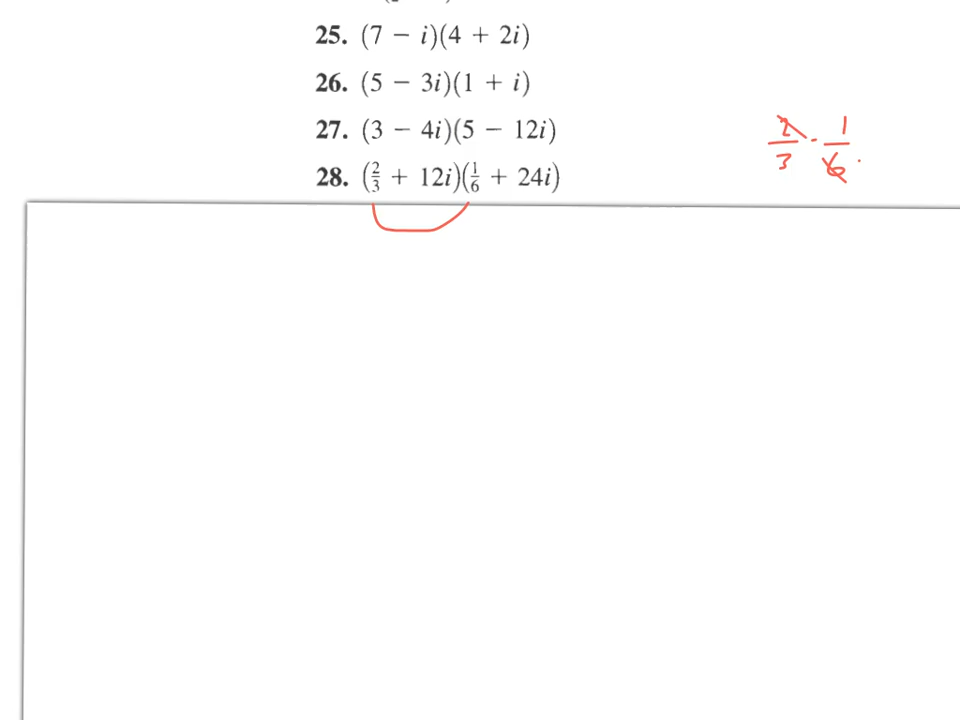 25. (7 − i)(4 + 2i)
26. (5 − 3i)(1 + i)
27. (3 − 4i)(5 − 12i)
28. (2/3 + 12i)(1/6 + 24i)
2/3 · 1/6